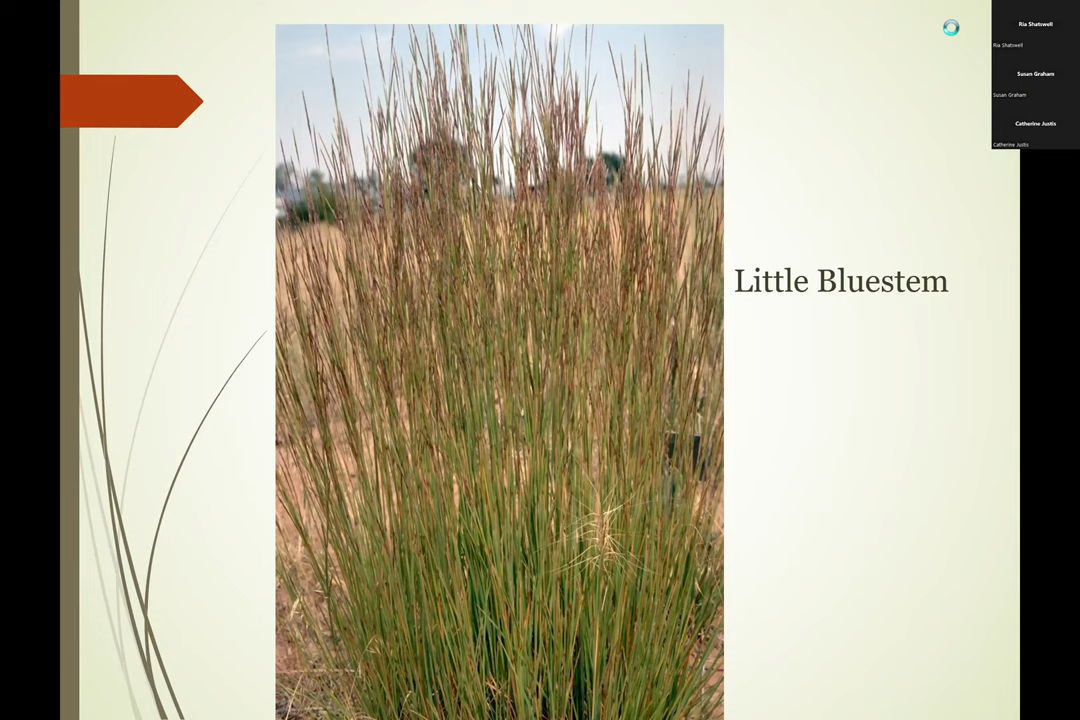 Little Bluestem
Ria Shatswell
Ria Shatswell
Susan Graham
Susan Graham
Catherine Justis
Catherine Justis